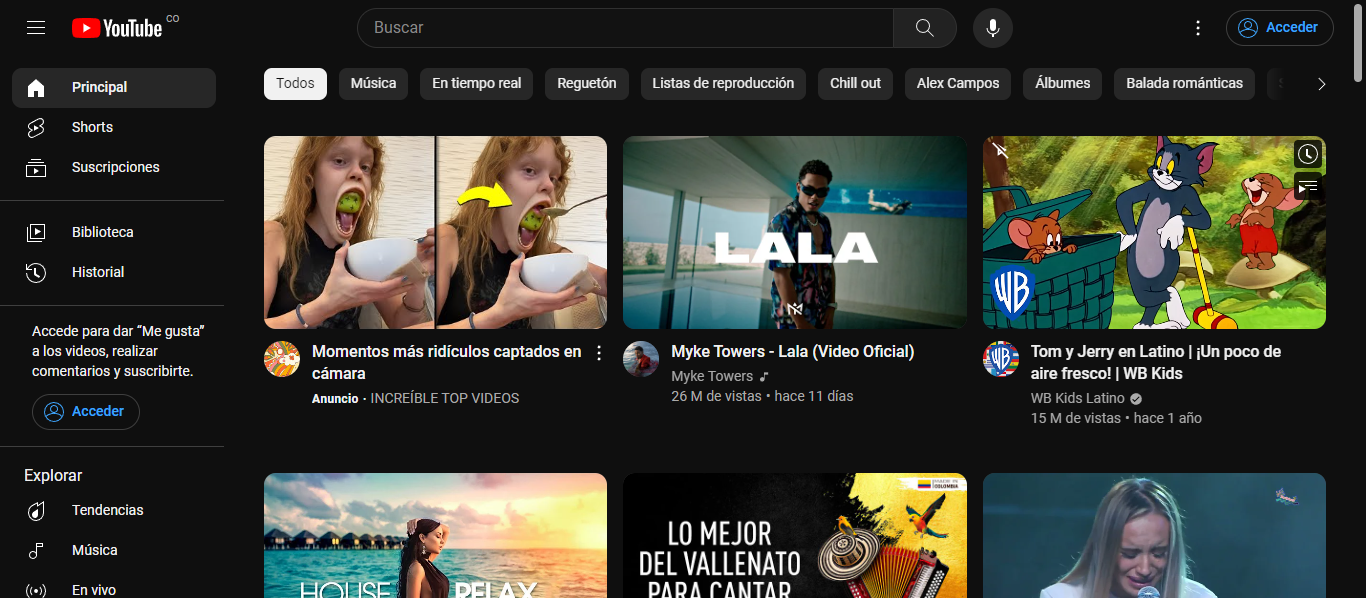 YouTube CO
Buscar
Acceder
Principal
Shorts
Suscripciones
Biblioteca
Historial
Accede para dar “Me gusta”
a los videos, realizar
comentarios y suscribirte.
Acceder
Explorar
Tendencias
Música
En vivo
Todos
Música
En tiempo real
Reguetón
Listas de reproducción
Chill out
Alex Campos
Álbumes
Balada románticas
Momentos más ridículos captados en
cámara
Anuncio · INCREÍBLE TOP VIDEOS
LALA
Myke Towers - Lala (Video Oficial)
Myke Towers
26 M de vistas • hace 11 días
WB
Tom y Jerry en Latino | ¡Un poco de
aire fresco! | WB Kids
WB Kids Latino
15 M de vistas • hace 1 año
HOUSE RELAX
LO MEJOR
DEL VALLENATO
PARA CANTAR
MADE IN
COLOMBIA